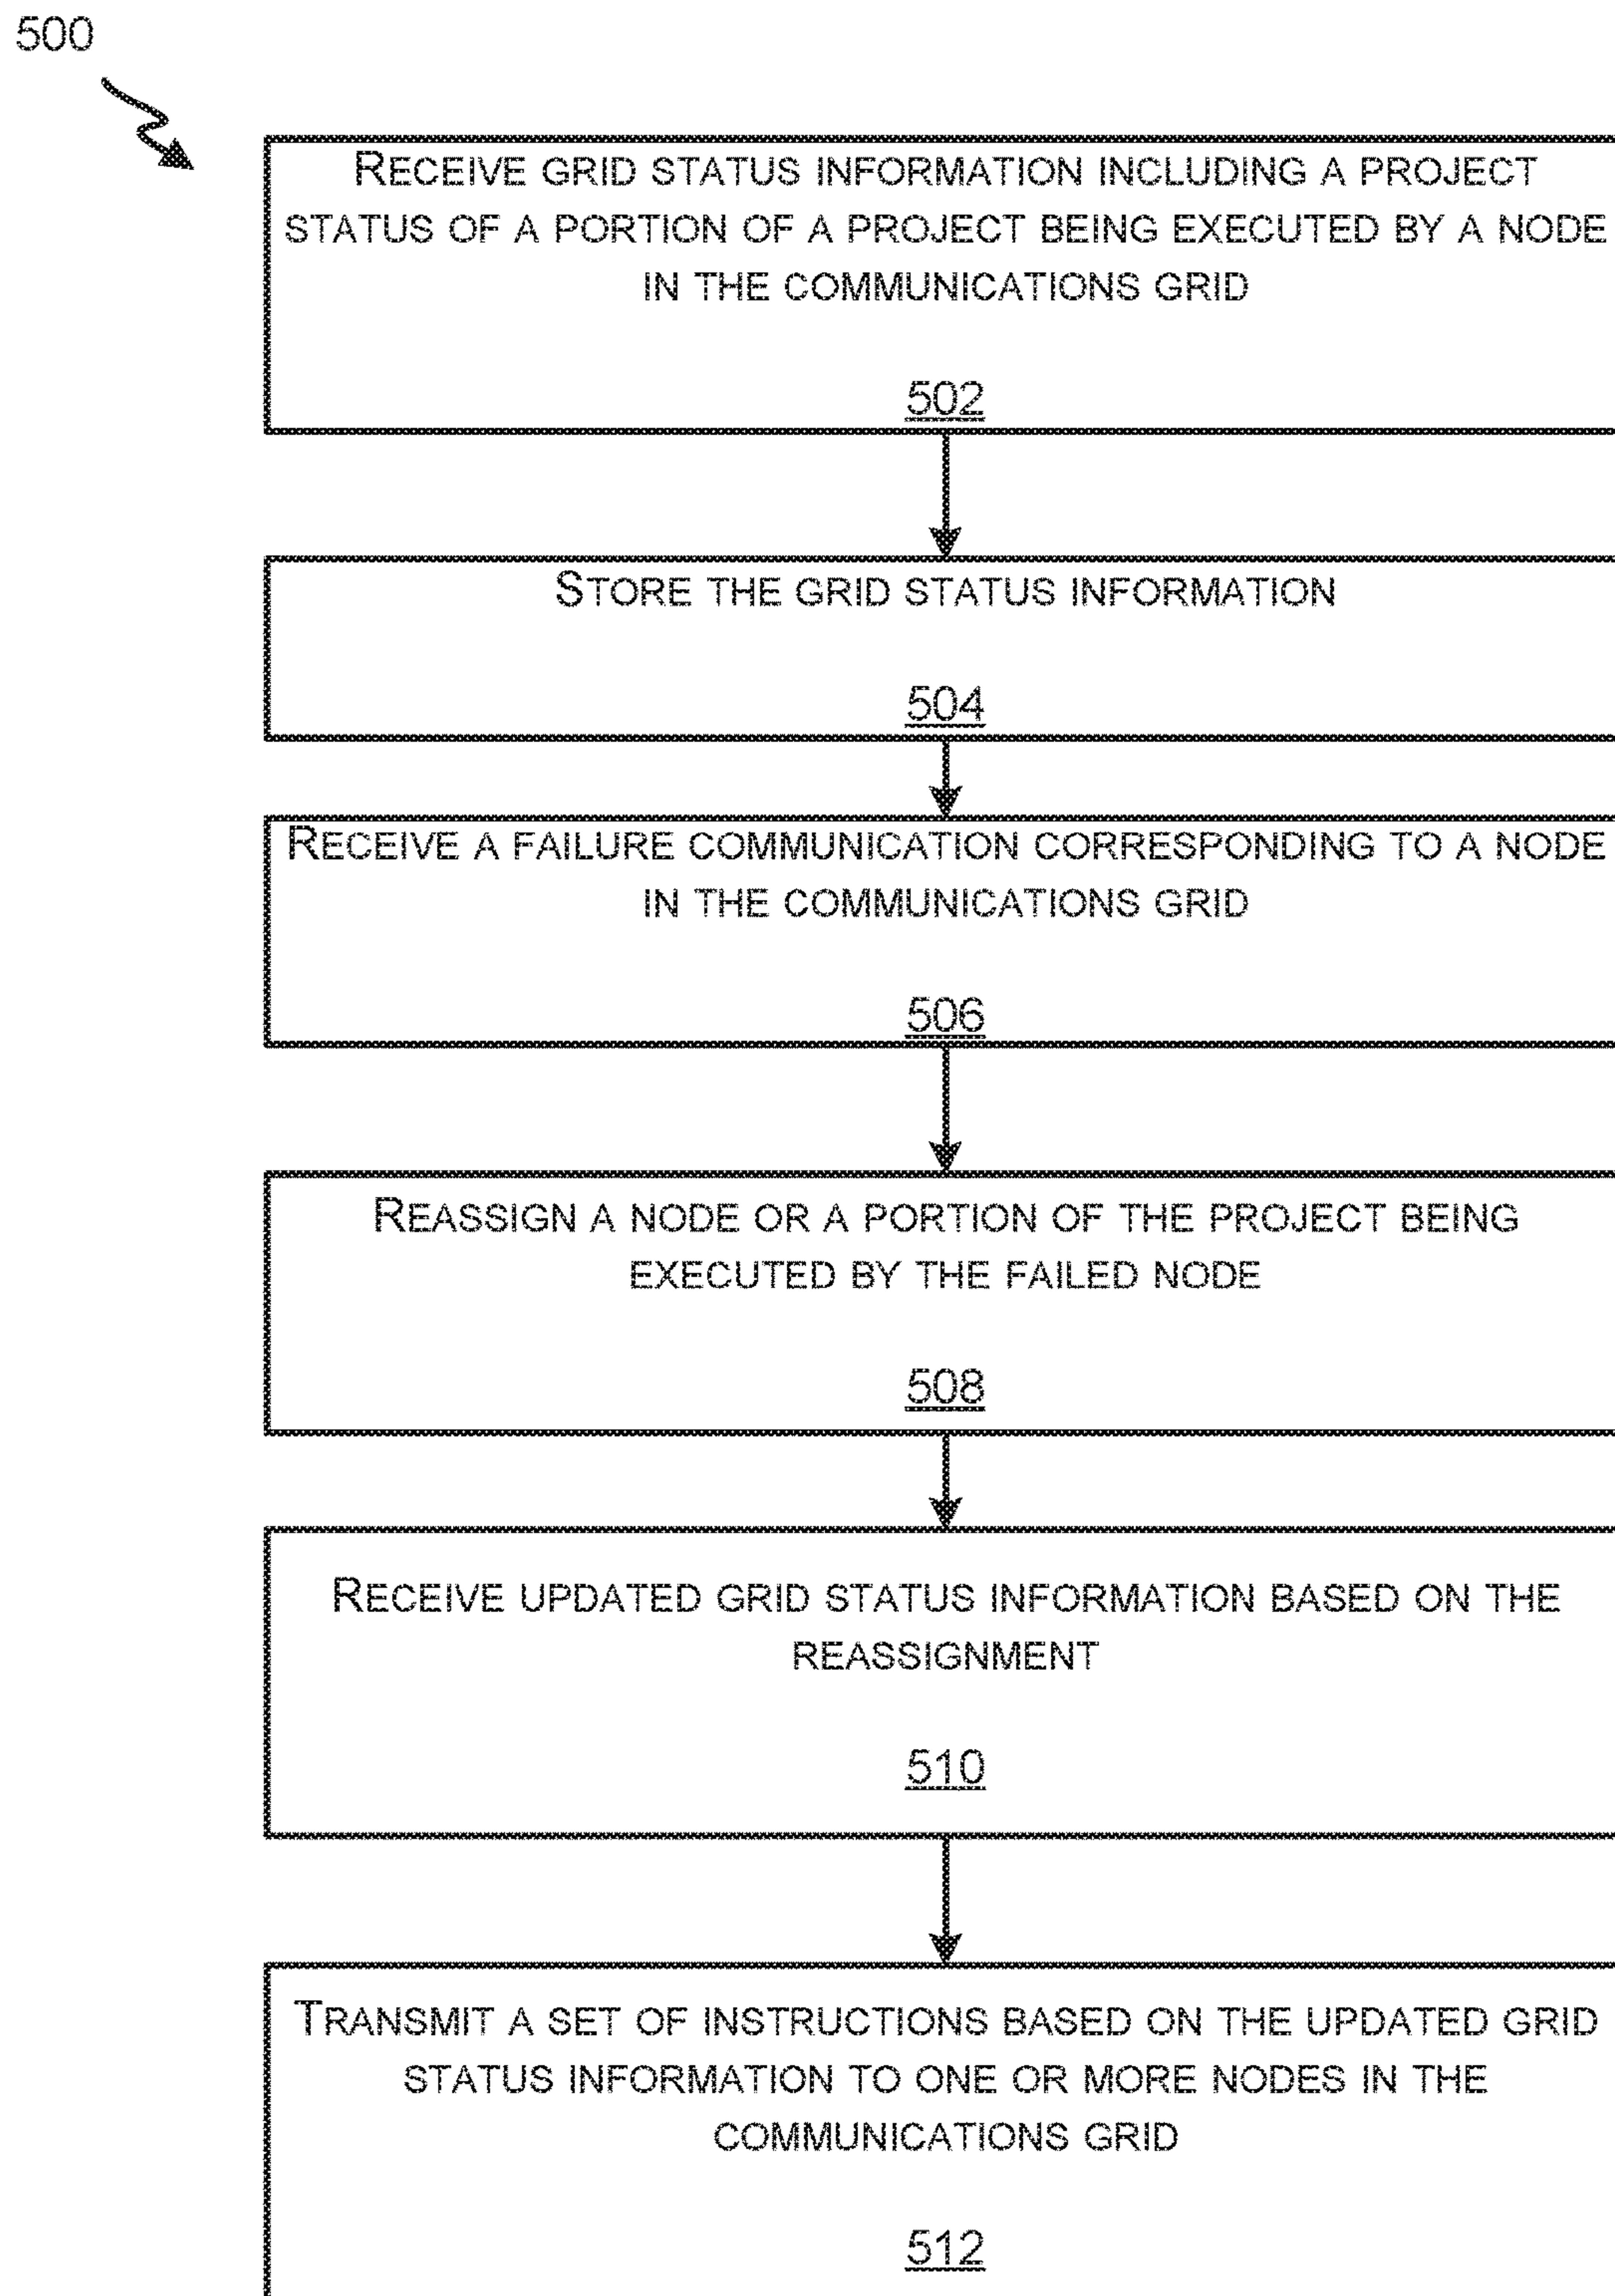 500
RECEIVE GRID STATUS INFORMATION INCLUDING A PROJECT
STATUS OF A PORTION OF A PROJECT BEING EXECUTED BY A NODE
IN THE COMMUNICATIONS GRID
502
STORE THE GRID STATUS INFORMATION
504
RECEIVE A FAILURE COMMUNICATION CORRESPONDING TO A NODE
IN THE COMMUNICATIONS GRID
506
REASSIGN A NODE OR A PORTION OF THE PROJECT BEING
EXECUTED BY THE FAILED NODE
508
RECEIVE UPDATED GRID STATUS INFORMATION BASED ON THE
REASSIGNMENT
510
TRANSMIT A SET OF INSTRUCTIONS BASED ON THE UPDATED GRID
STATUS INFORMATION TO ONE OR MORE NODES IN THE
COMMUNICATIONS GRID
512